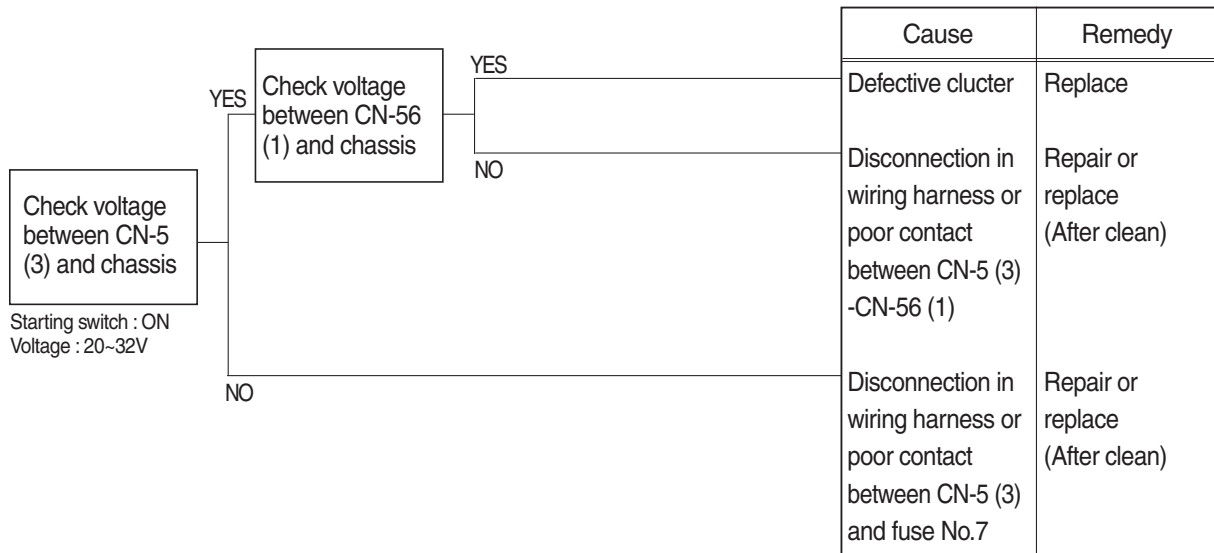 Cause
Remedy
YES
YES
Check voltage
between CN-56
(1) and chassis
Defective clucter
Replace
NO
Disconnection in
wiring harness or
poor contact
between CN-5 (3)
-CN-56 (1)
Repair or
replace
(After clean)
Check voltage
between CN-5
(3) and chassis
Starting switch : ON
Voltage : 20~32V
NO
Disconnection in
wiring harness or
poor contact
between CN-5 (3)
and fuse No.7
Repair or
replace
(After clean)